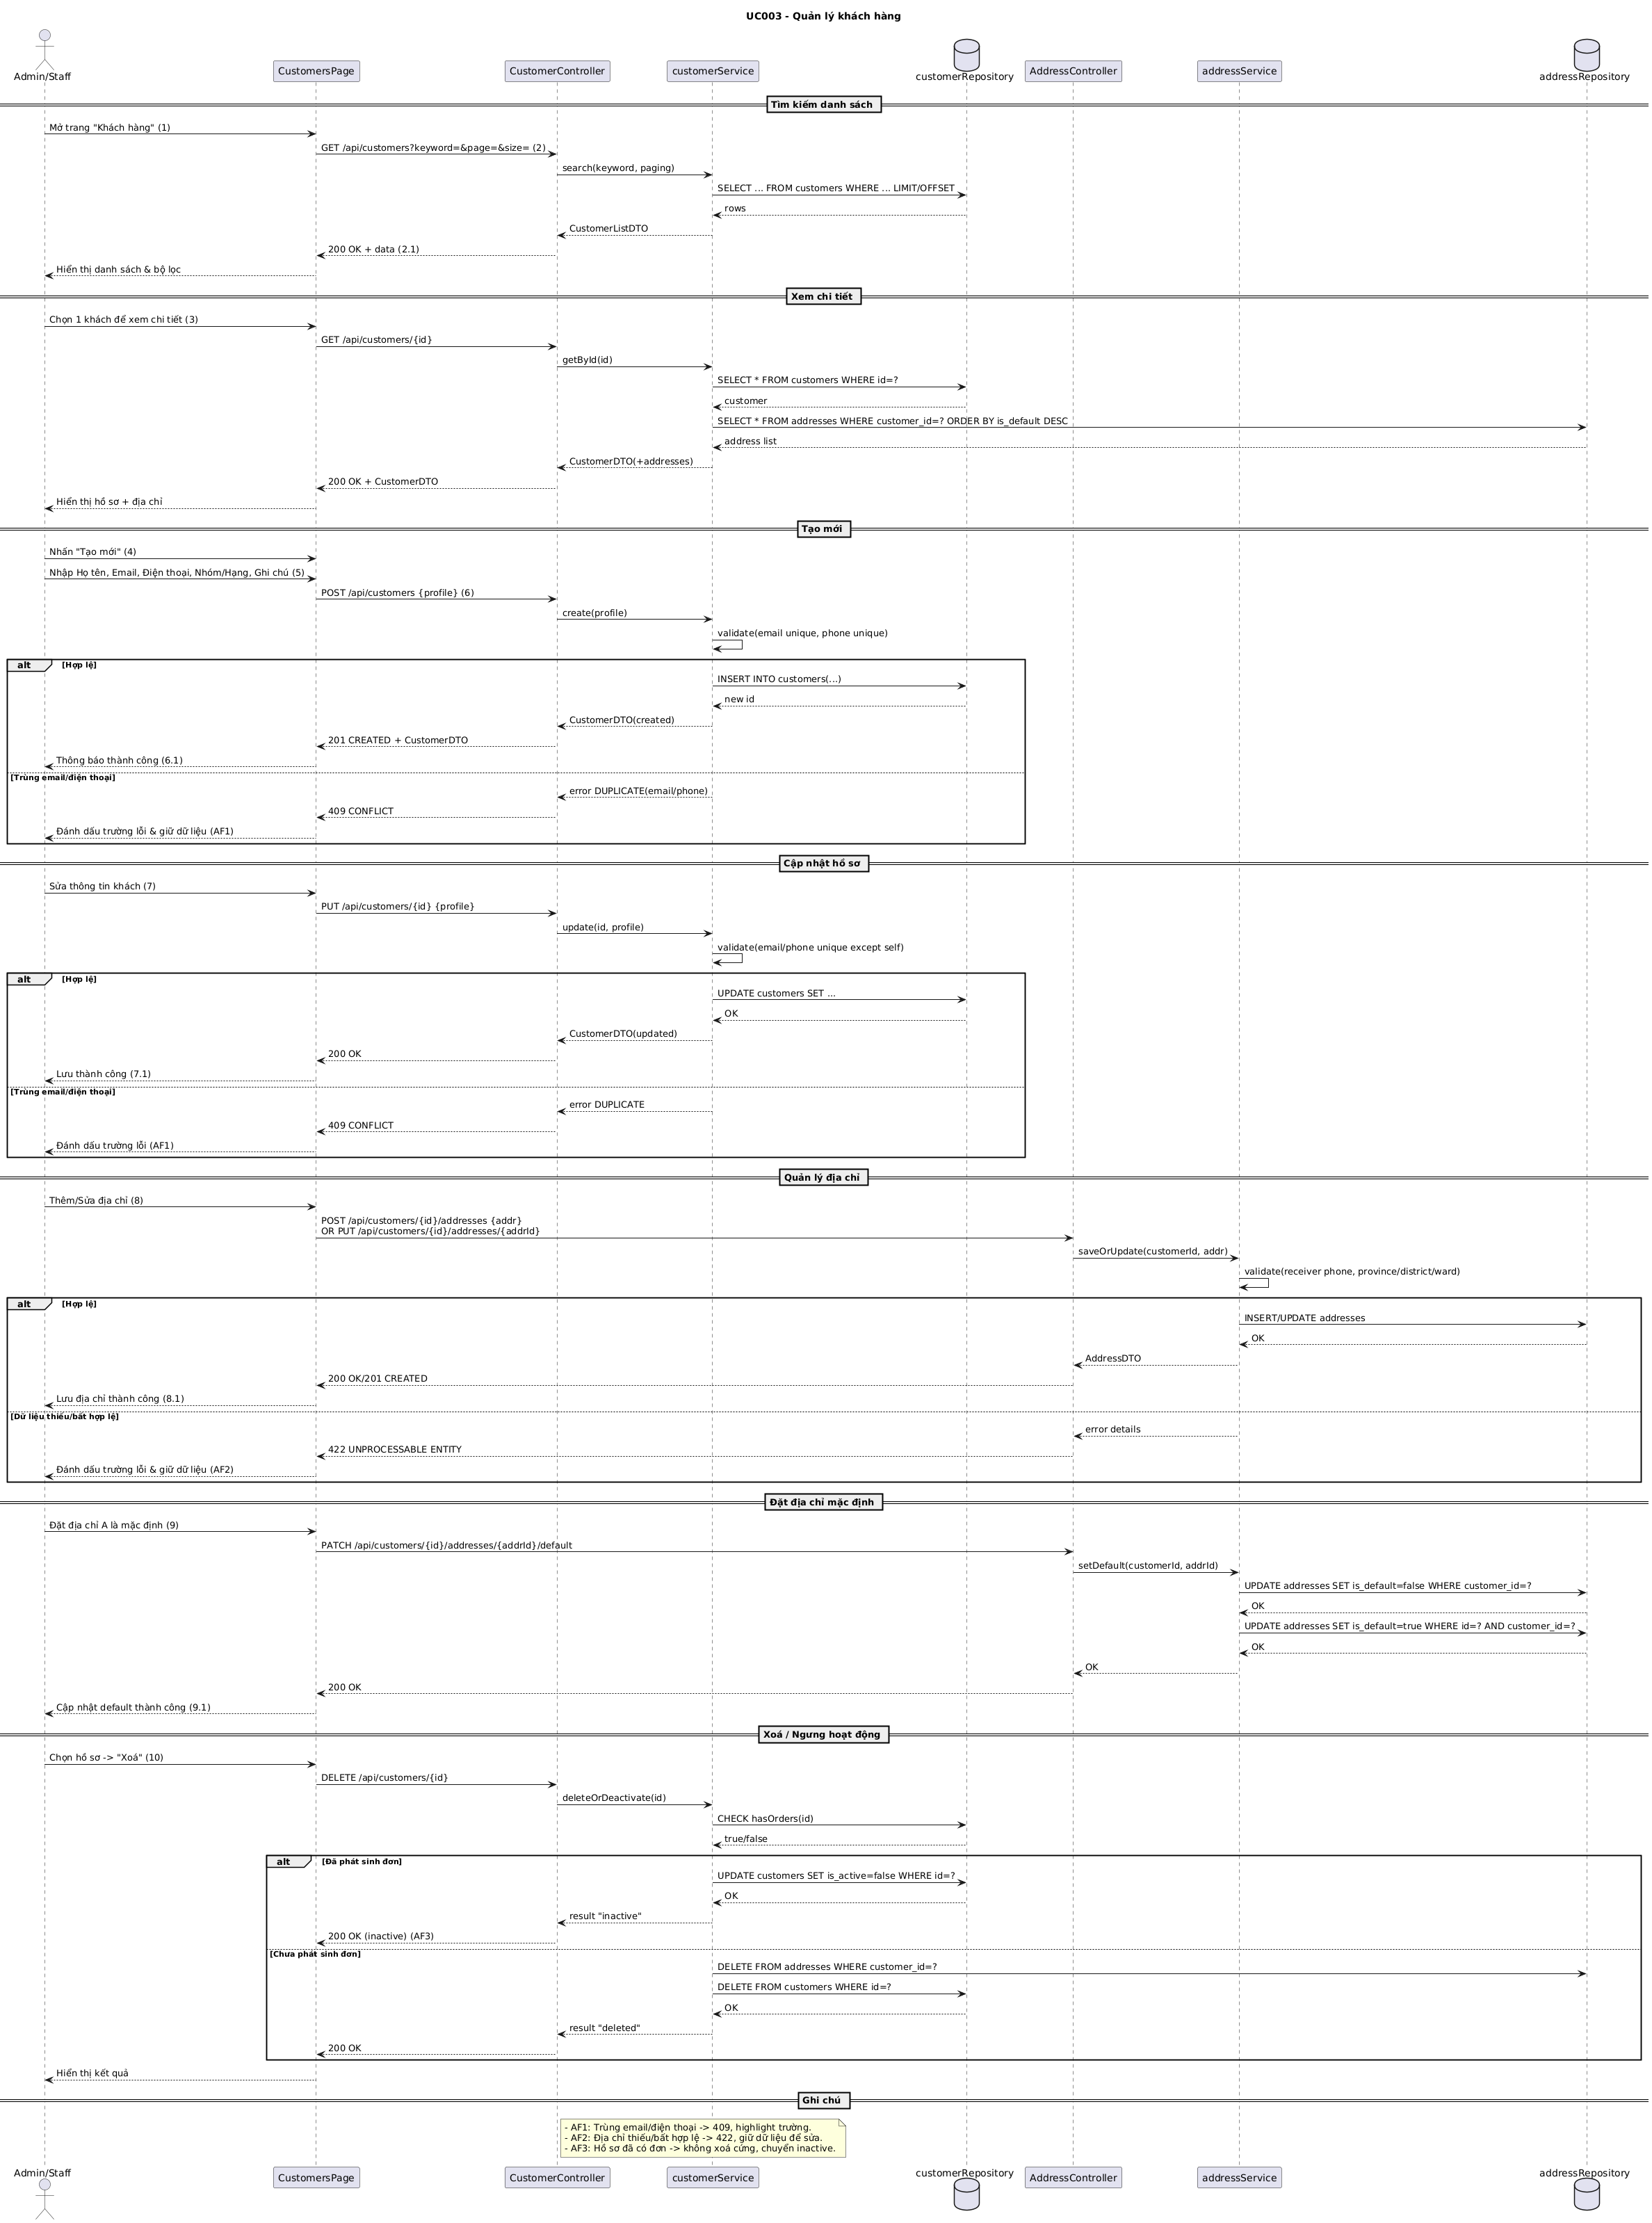 UC003 - Quản lý khách hàng
Admin/Staff
CustomersPage
CustomerController
customerService
customerRepository
AddressController
addressService
addressRepository
Tìm kiếm danh sách
Mở trang "Khách hàng" (1)
GET /api/customers?keyword=&page=&size= (2)
search(keyword, paging)
SELECT ... FROM customers WHERE ... LIMIT/OFFSET
rows
CustomerListDTO
200 OK + data (2.1)
Hiển thị danh sách & bộ lọc
Xem chi tiết
Chọn 1 khách để xem chi tiết (3)
GET /api/customers/{id}
getById(id)
SELECT * FROM customers WHERE id=?
customer
SELECT * FROM addresses WHERE customer_id=? ORDER BY is_default DESC
address list
CustomerDTO(+addresses)
200 OK + CustomerDTO
Hiển thị hồ sơ + địa chỉ
Tạo mới
Nhấn "Tạo mới" (4)
Nhập Họ tên, Email, Điện thoại, Nhóm/Hạng, Ghi chú (5)
POST /api/customers {profile} (6)
create(profile)
validate(email unique, phone unique)
alt [Hợp lệ]
INSERT INTO customers(...)
new id
CustomerDTO(created)
201 CREATED + CustomerDTO
Thông báo thành công (6.1)
[Trùng email/điện thoại]
error DUPLICATE(email/phone)
409 CONFLICT
Đánh dấu trường lỗi & giữ dữ liệu (AF1)
Cập nhật hồ sơ
Sửa thông tin khách (7)
PUT /api/customers/{id} {profile}
update(id, profile)
validate(email/phone unique except self)
alt [Hợp lệ]
UPDATE customers SET ...
OK
CustomerDTO(updated)
200 OK
Lưu thành công (7.1)
[Trùng email/điện thoại]
error DUPLICATE
409 CONFLICT
Đánh dấu trường lỗi (AF1)
Quản lý địa chỉ
Thêm/Sửa địa chỉ (8)
POST /api/customers/{id}/addresses {addr}
OR PUT /api/customers/{id}/addresses/{addrId}
saveOrUpdate(customerId, addr)
validate(receiver phone, province/district/ward)
alt [Hợp lệ]
INSERT/UPDATE addresses
OK
AddressDTO
200 OK/201 CREATED
Lưu địa chỉ thành công (8.1)
[Dữ liệu thiếu/bất hợp lệ]
error details
422 UNPROCESSABLE ENTITY
Đánh dấu trường lỗi & giữ dữ liệu (AF2)
Đặt địa chỉ mặc định
Đặt địa chỉ A là mặc định (9)
PATCH /api/customers/{id}/addresses/{addrId}/default
setDefault(customerId, addrId)
UPDATE addresses SET is_default=false WHERE customer_id=?
OK
UPDATE addresses SET is_default=true WHERE id=? AND customer_id=?
OK
OK
200 OK
Cập nhật default thành công (9.1)
Xoá / Ngưng hoạt động
Chọn hồ sơ -> "Xoá" (10)
DELETE /api/customers/{id}
deleteOrDeactivate(id)
CHECK hasOrders(id)
true/false
alt [Đã phát sinh đơn]
UPDATE customers SET is_active=false WHERE id=?
OK
result "inactive"
200 OK (inactive) (AF3)
[Chưa phát sinh đơn]
DELETE FROM addresses WHERE customer_id=?
DELETE FROM customers WHERE id=?
OK
result "deleted"
200 OK
Hiển thị kết quả
Ghi chú
- AF1: Trùng email/điện thoại -> 409, highlight trường.
- AF2: Địa chỉ thiếu/bất hợp lệ -> 422, giữ dữ liệu để sửa.
- AF3: Hồ sơ đã có đơn -> không xoá cứng, chuyển inactive.
Admin/Staff
CustomersPage
CustomerController
customerService
customerRepository
AddressController
addressService
addressRepository